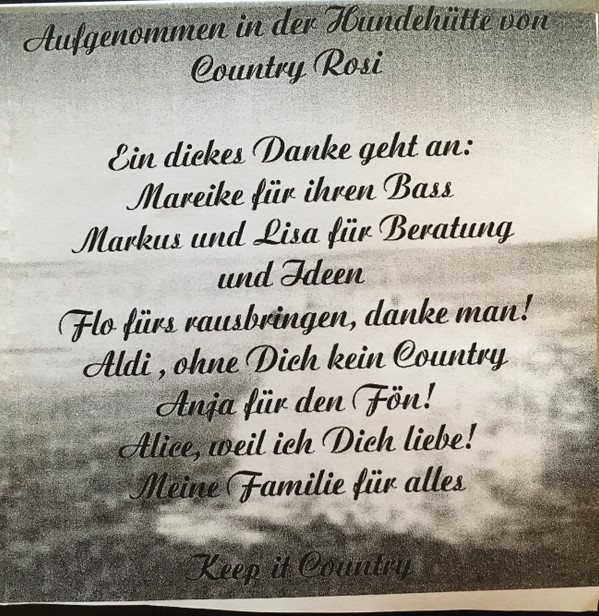 Aufgenommen in der Hundehütte von
Country Rosi
Ein dickes Danke geht an:
Mareike für ihren Bass
Markus und Lisa für Beratung
und Ideen
Flo fürs rausbringen, danke man!
Aldi , ohne Dich kein Country
Anja für den Fön!
Alice, weil ich Dich liebe!
Meine Familie für alles
Keep it Country